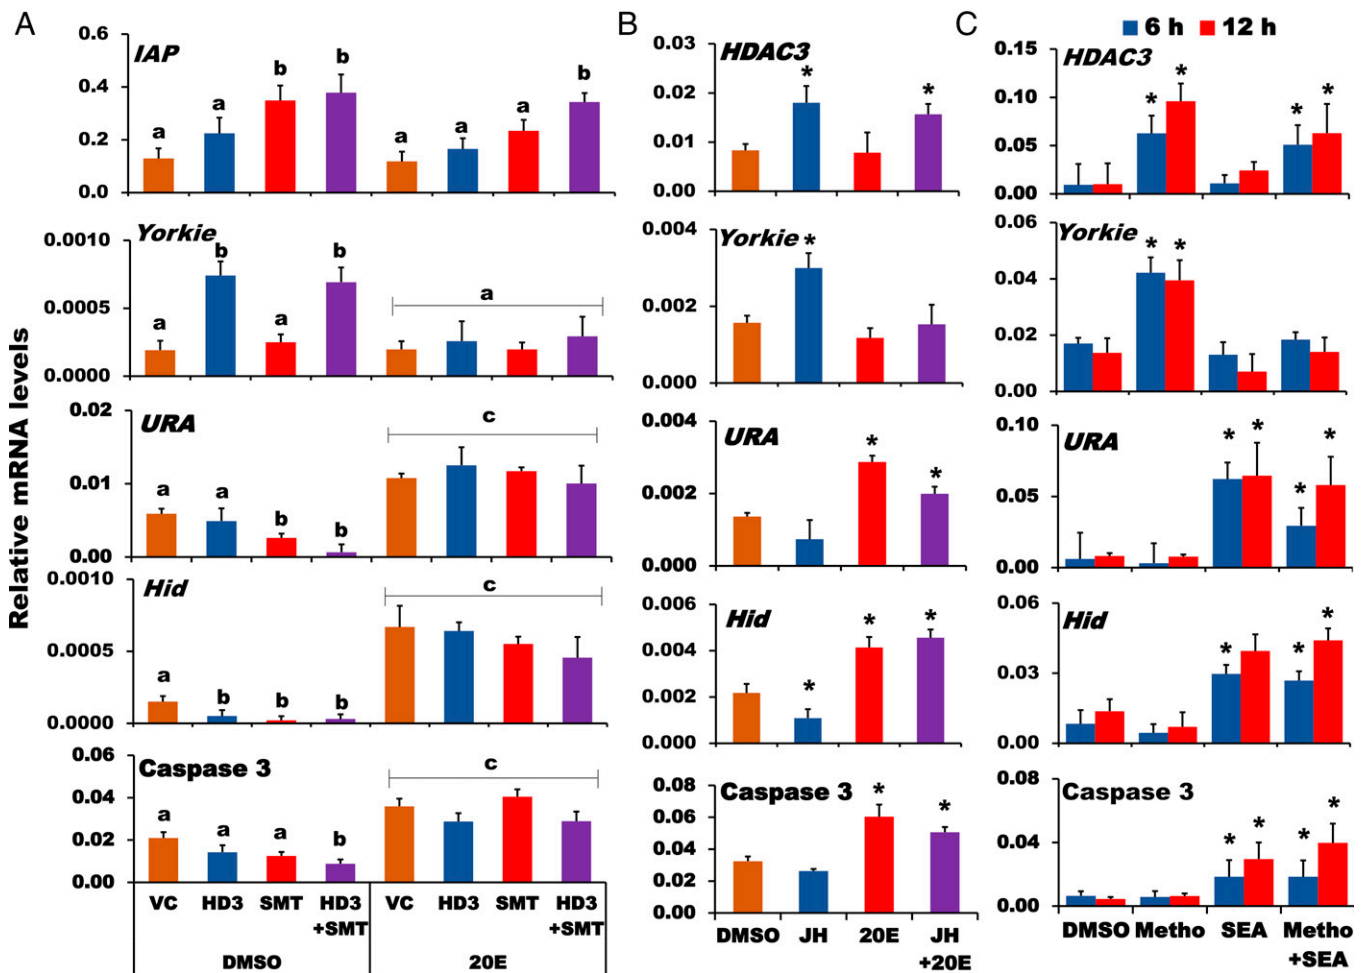 A
IAP
0.6
0.4
0.2
0.0
a
a
b
b
a
a
a
b
Yorkie
0.0010
0.0005
0.0000
a
b
a
b
a
URA
0.02
0.01
0.00
a
a
b
b
c
Hid
0.0010
0.0005
0.0000
a
b
b
b
c
Caspase 3
0.06
0.04
0.02
0.00
a
a
a
b
c
VC HD3 SMT HD3 VC HD3 SMT HD3
+SMT +SMT
DMSO 20E
Relative mRNA levels
B
HDAC3
0.03
0.02
0.01
0.00
* *
Yorkie
0.004
0.002
0.000
*
URA
0.004
0.002
0.000
* *
Hid
0.006
0.004
0.002
0.000
* * *
Caspase 3
0.08
0.06
0.04
0.02
0.00
* *
DMSO JH 20E JH
+20E
C
6 h 12 h
HDAC3
0.15
0.10
0.05
0.00
* * * *
Yorkie
0.06
0.04
0.02
0.00
* *
URA
0.10
0.05
0.00
* * * *
Hid
0.06
0.03
0.00
* * * *
Caspase 3
0.08
0.04
0.00
* * * *
DMSO Metho SEA Metho
+SEA